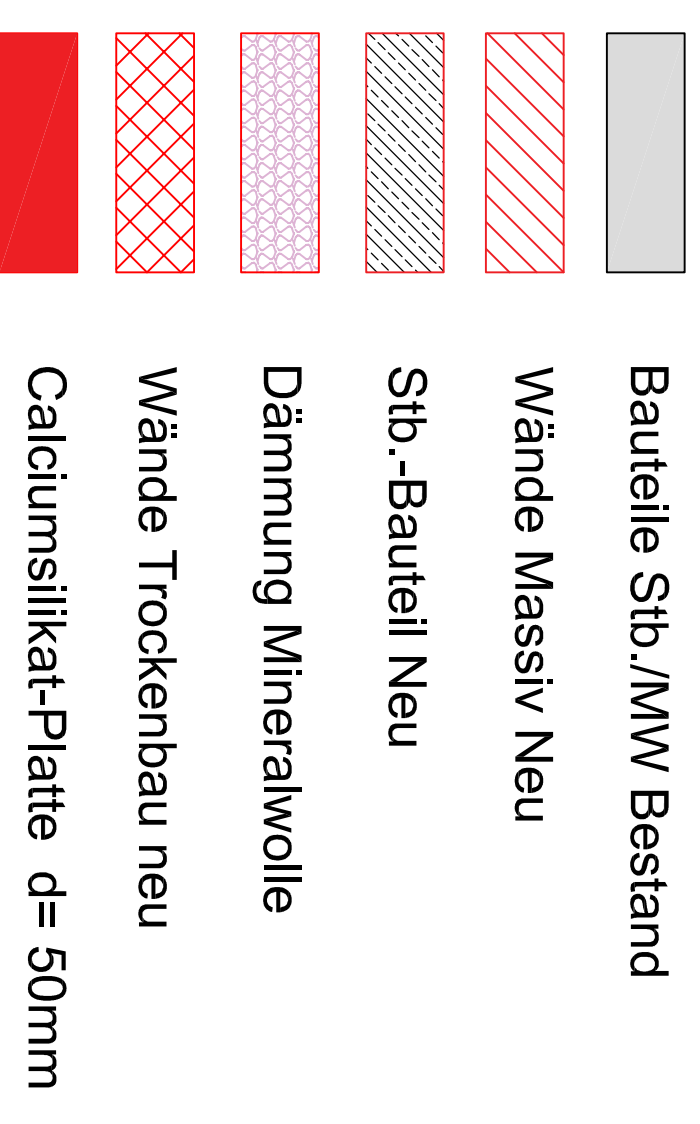 Bauteile Stb./MW Bestand
Wände Massiv Neu
Stb.-Bauteil Neu
Dämmung Mineralwolle
Wände Trockenbau neu
Calciumsilikat-Platte d= 50mm